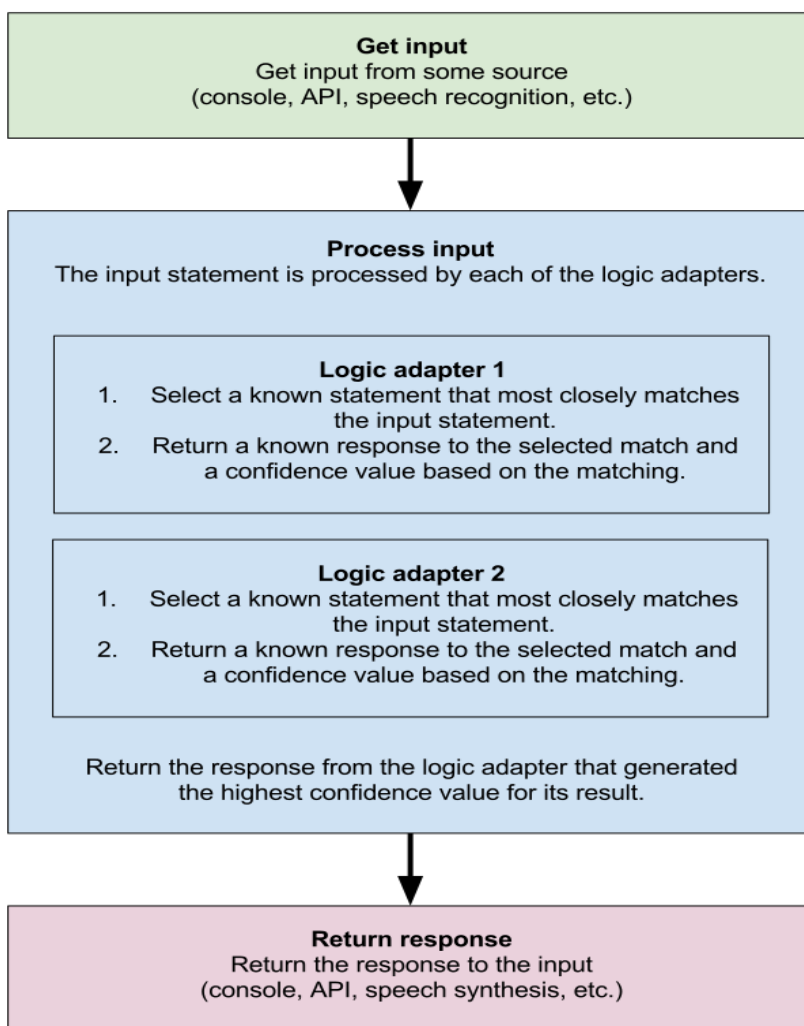 Get input
Get input from some source
(console, API, speech recognition, etc.)
Process input
The input statement is processed by each of the logic adapters.
Logic adapter 1
1. Select a known statement that most closely matches
the input statement.
2. Return a known response to the selected match and
a confidence value based on the matching.
Logic adapter 2
1. Select a known statement that most closely matches
the input statement.
2. Return a known response to the selected match and
a confidence value based on the matching.
Return the response from the logic adapter that generated
the highest confidence value for its result.
Return response
Return the response to the input
(console, API, speech synthesis, etc.)